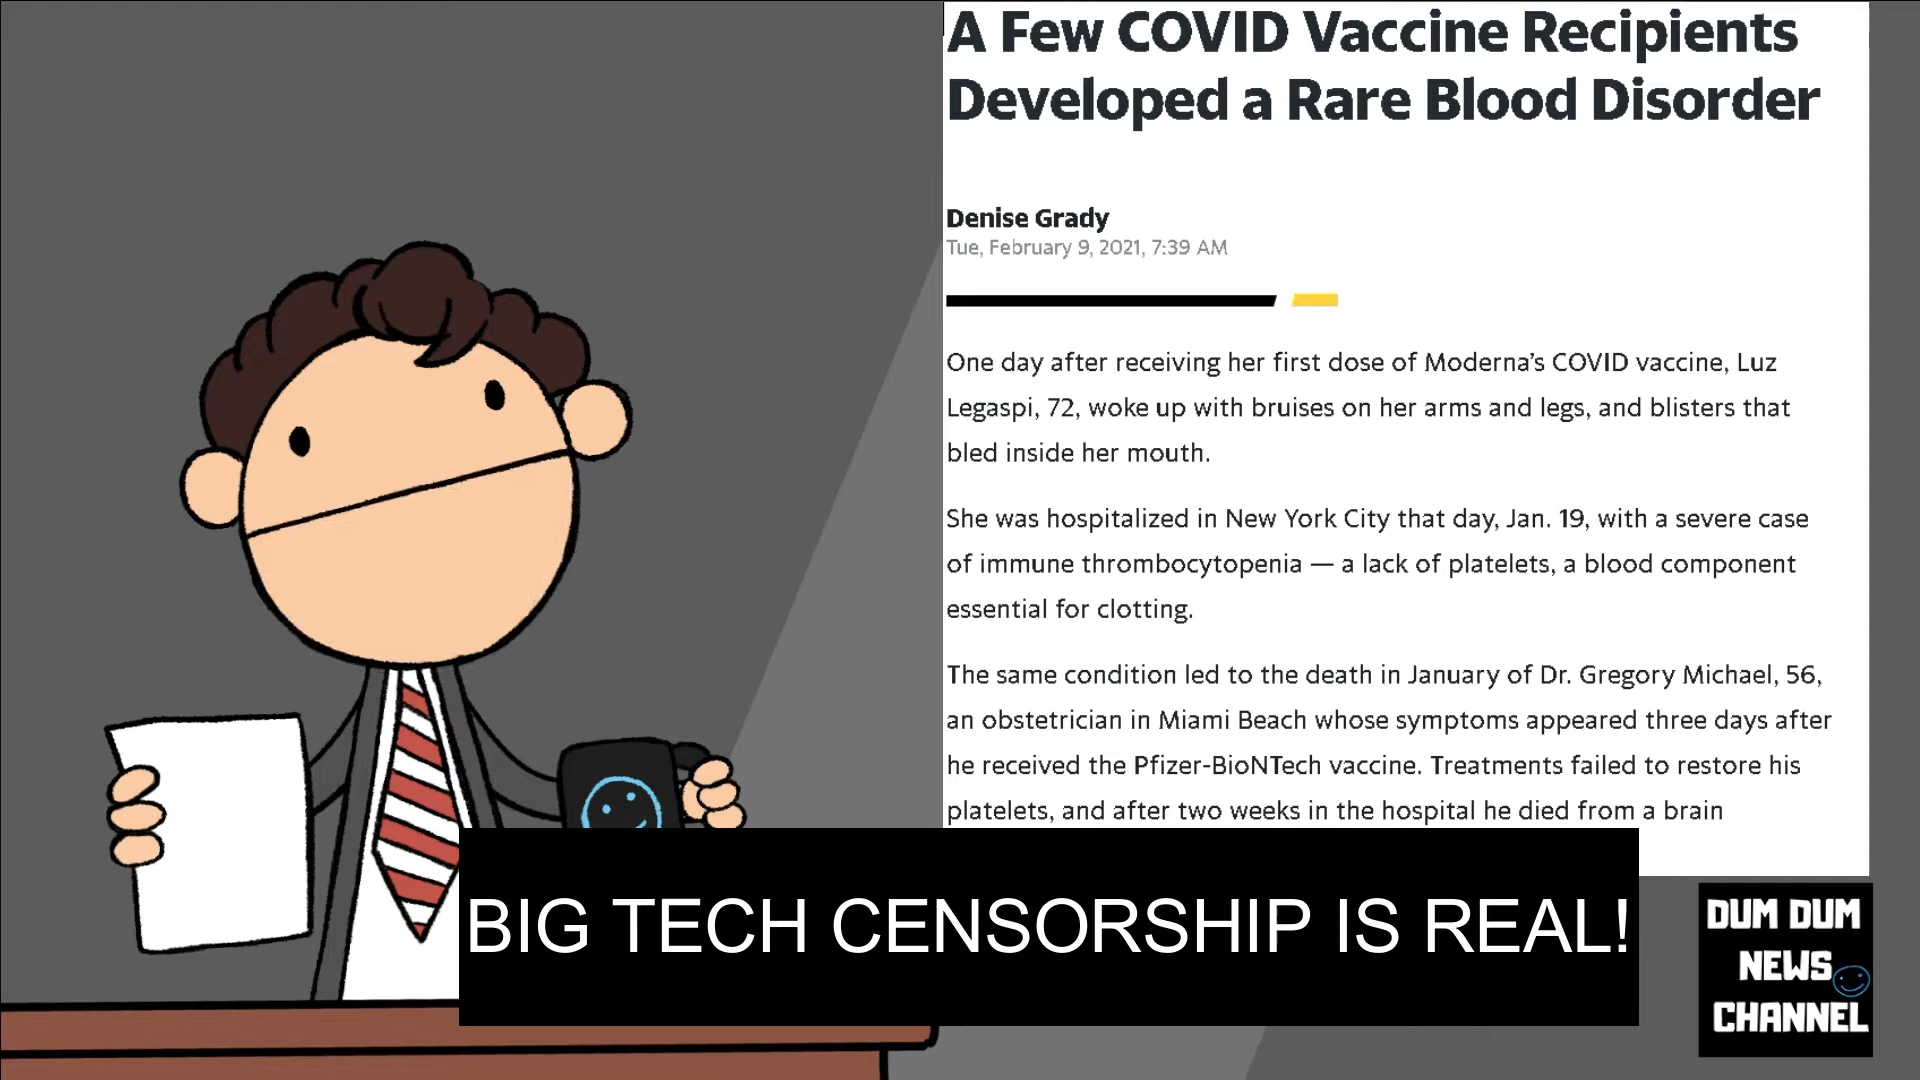 A Few COVID Vaccine Recipients
Developed a Rare Blood Disorder
Denise Grady
Tue, February 9, 2021, 7:39 AM
One day after receiving her first dose of Moderna’s COVID vaccine, Luz
Legaspi, 72, woke up with bruises on her arms and legs, and blisters that
bled inside her mouth.
She was hospitalized in New York City that day, Jan. 19, with a severe case
of immune thrombocytopenia — a lack of platelets, a blood component
essential for clotting.
The same condition led to the death in January of Dr. Gregory Michael, 56,
an obstetrician in Miami Beach whose symptoms appeared three days after
he received the Pfizer-BioNTech vaccine. Treatments failed to restore his
platelets, and after two weeks in the hospital he died from a brain
BIG TECH CENSORSHIP IS REAL!
DUM DUM
NEWS
CHANNEL